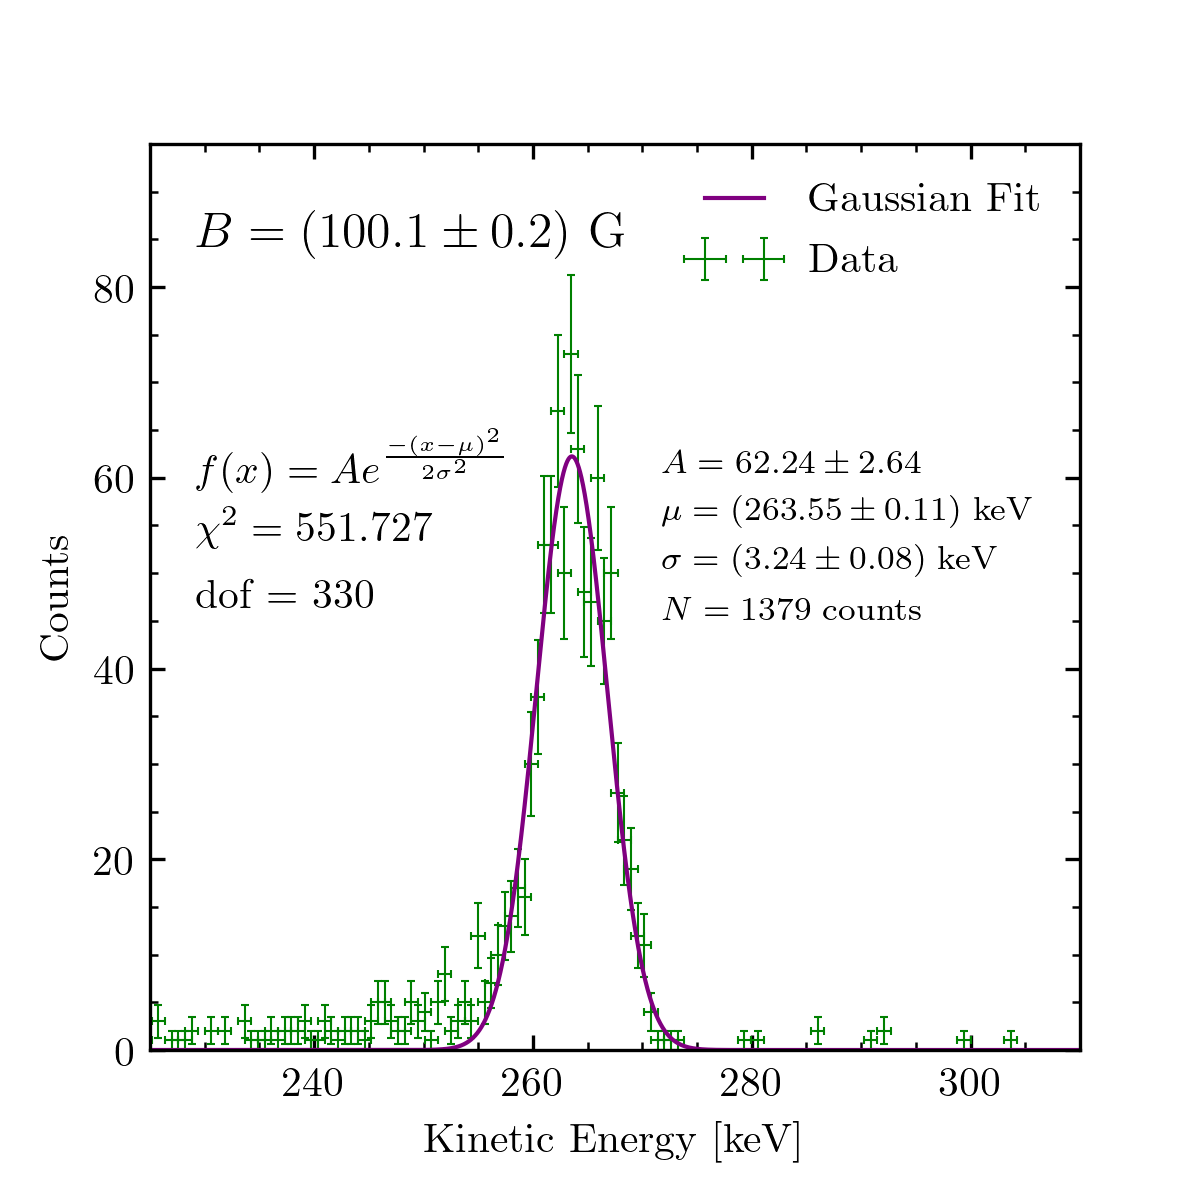 B = (100.1 ± 0.2) G
Gaussian Fit
Data
f(x) = Ae^{\frac{-(x-μ)^2}{2σ^2}}
χ² = 551.727
dof = 330
A = 62.24 ± 2.64
μ = (263.55 ± 0.11) keV
σ = (3.24 ± 0.08) keV
N = 1379 counts
Counts
80
60
40
20
0
240 260 280 300
Kinetic Energy [keV]